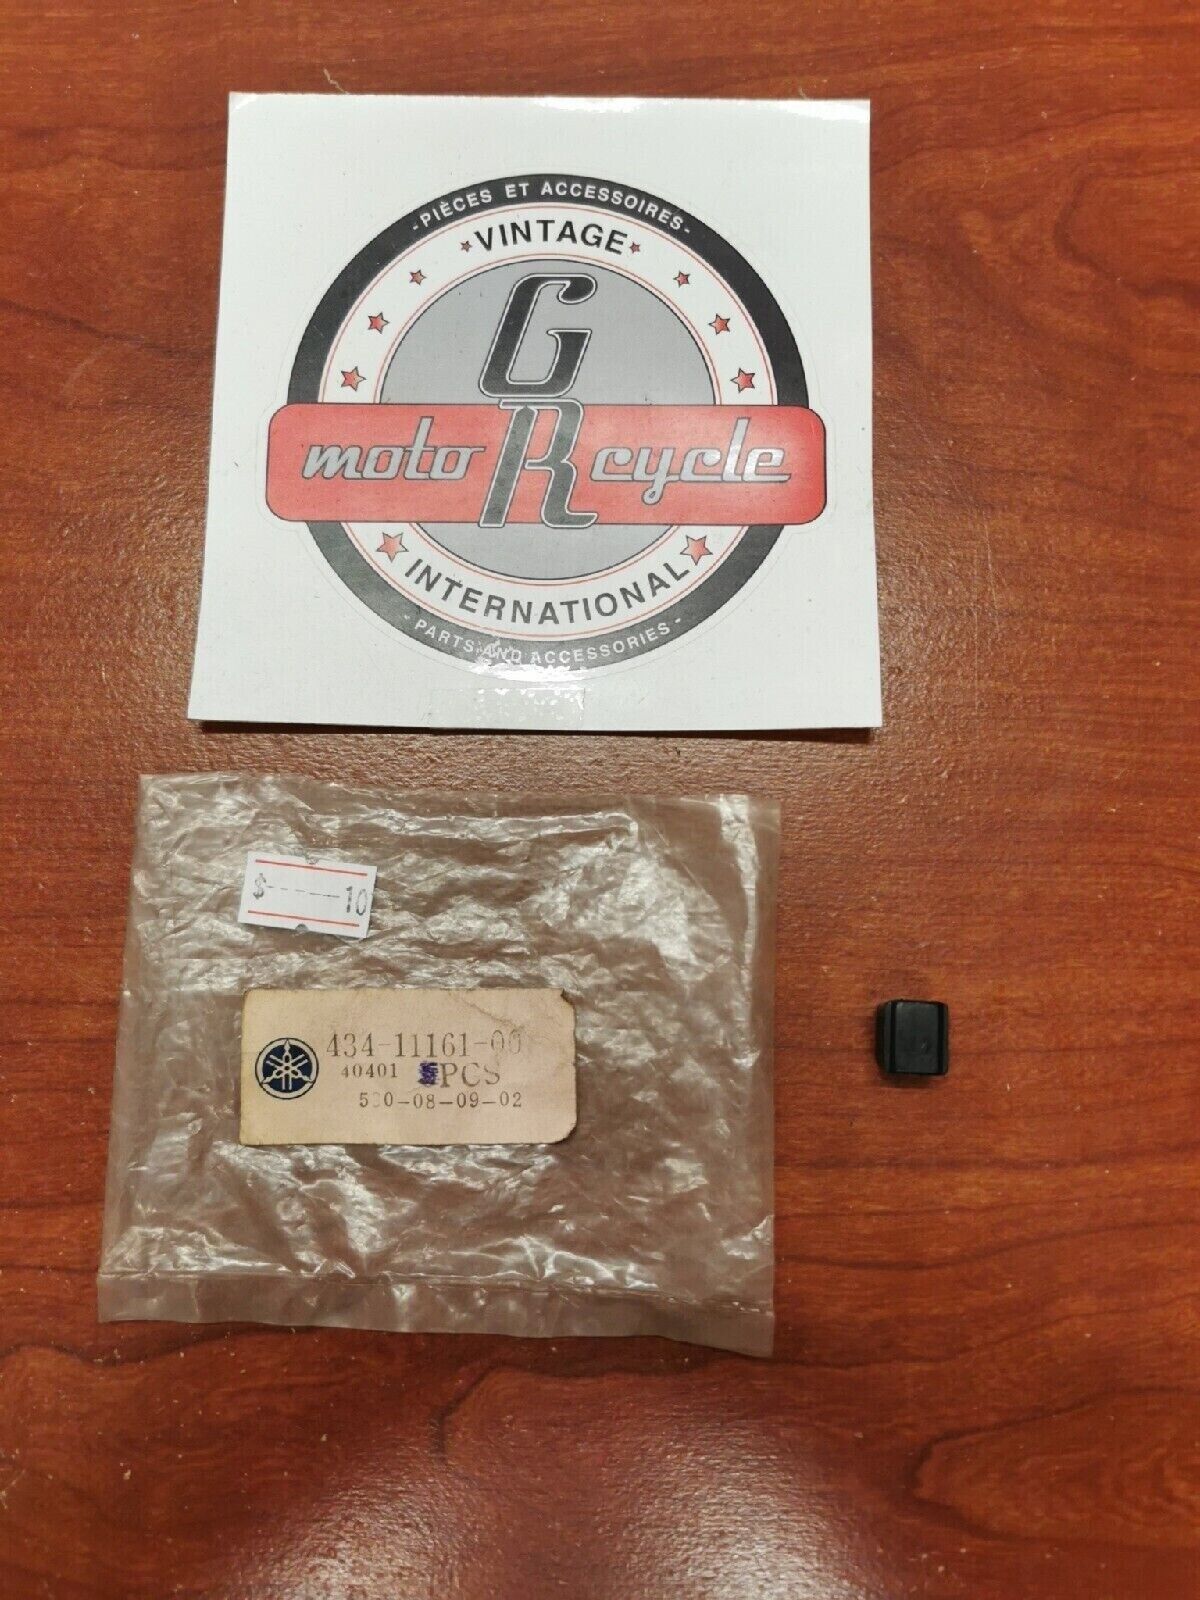 -PIÈCES ET ACCESSOIRES-
VINTAGE
GR
moto cycle
INTERNATIONAL
-PARTS AND ACCESSORIES-
$------10
434-11161-00
40401 PCS
-08-09-02